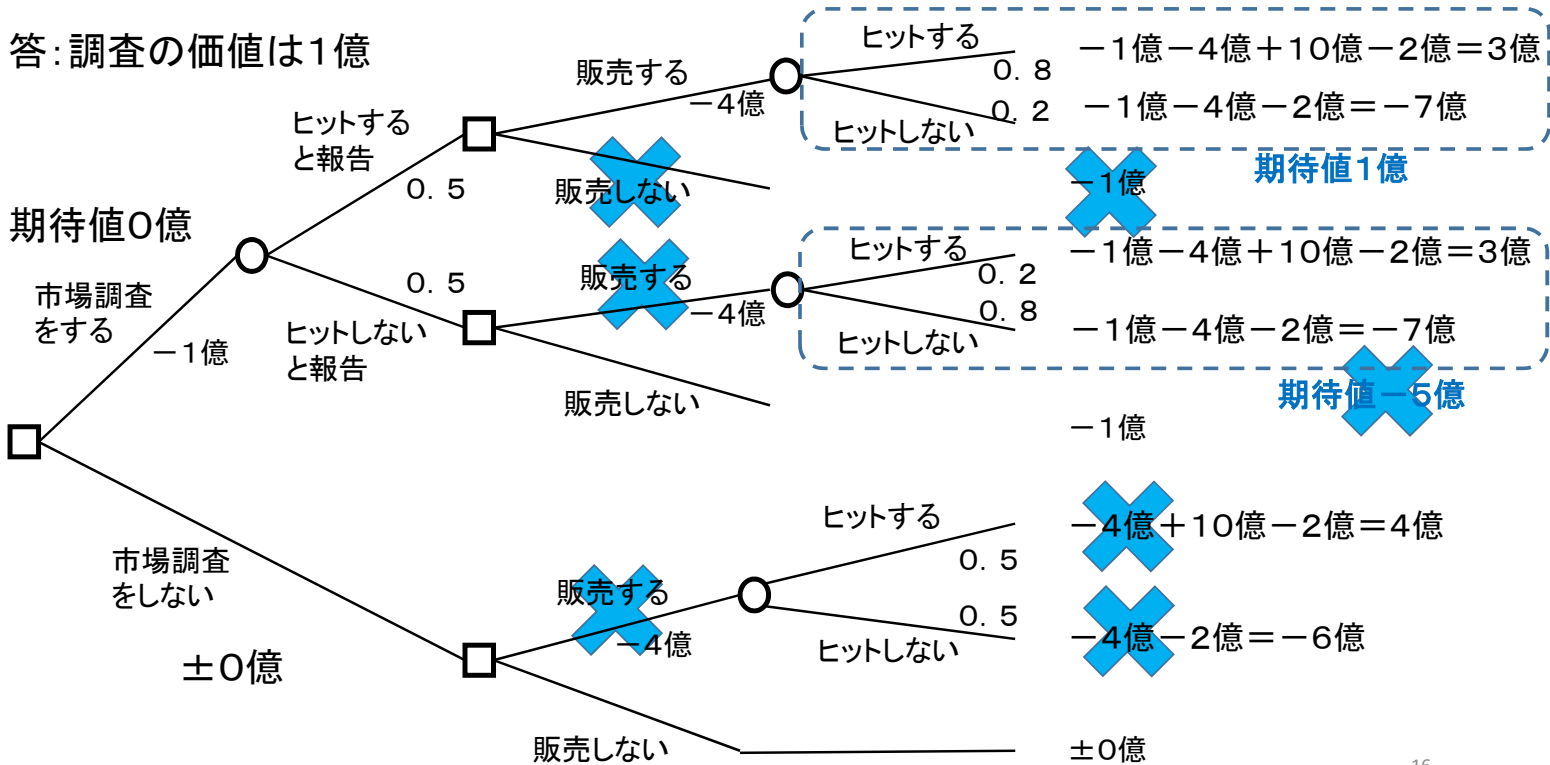 答:調査の価値は1億
ヒットする
-1億-4億+10億-2億=3億
0.8
販売する
-4億
0.2
-1億-4億-2億=-7億
ヒットしない
ヒットする
と報告
0.5
販売しない
-1億
期待値1億
期待値0億
ヒットする
-1億-4億+10億-2億=3億
0.2
販売する
-4億
0.5
0.8
-1億-4億-2億=-7億
ヒットしない
市場調査
をする
-1億
ヒットしない
と報告
販売しない
期待値-5億
-1億
ヒットする
-4億+10億-2億=4億
0.5
市場調査
をしない
販売する
-4億
0.5
-4億-2億=-6億
ヒットしない
±0億
販売しない
±0億
16